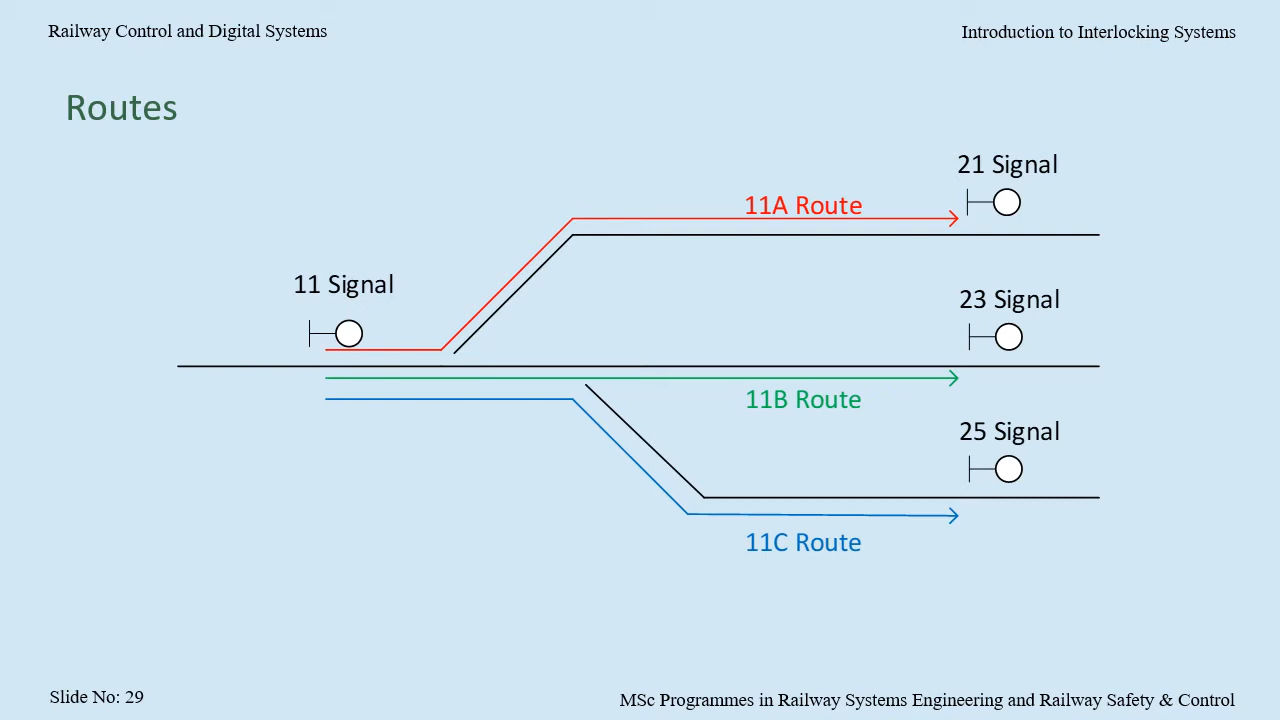 Railway Control and Digital Systems
Introduction to Interlocking Systems
Routes
21 Signal
11A Route
11 Signal
23 Signal
11B Route
25 Signal
11C Route
Slide No: 29
MSc Programmes in Railway Systems Engineering and Railway Safety & Control